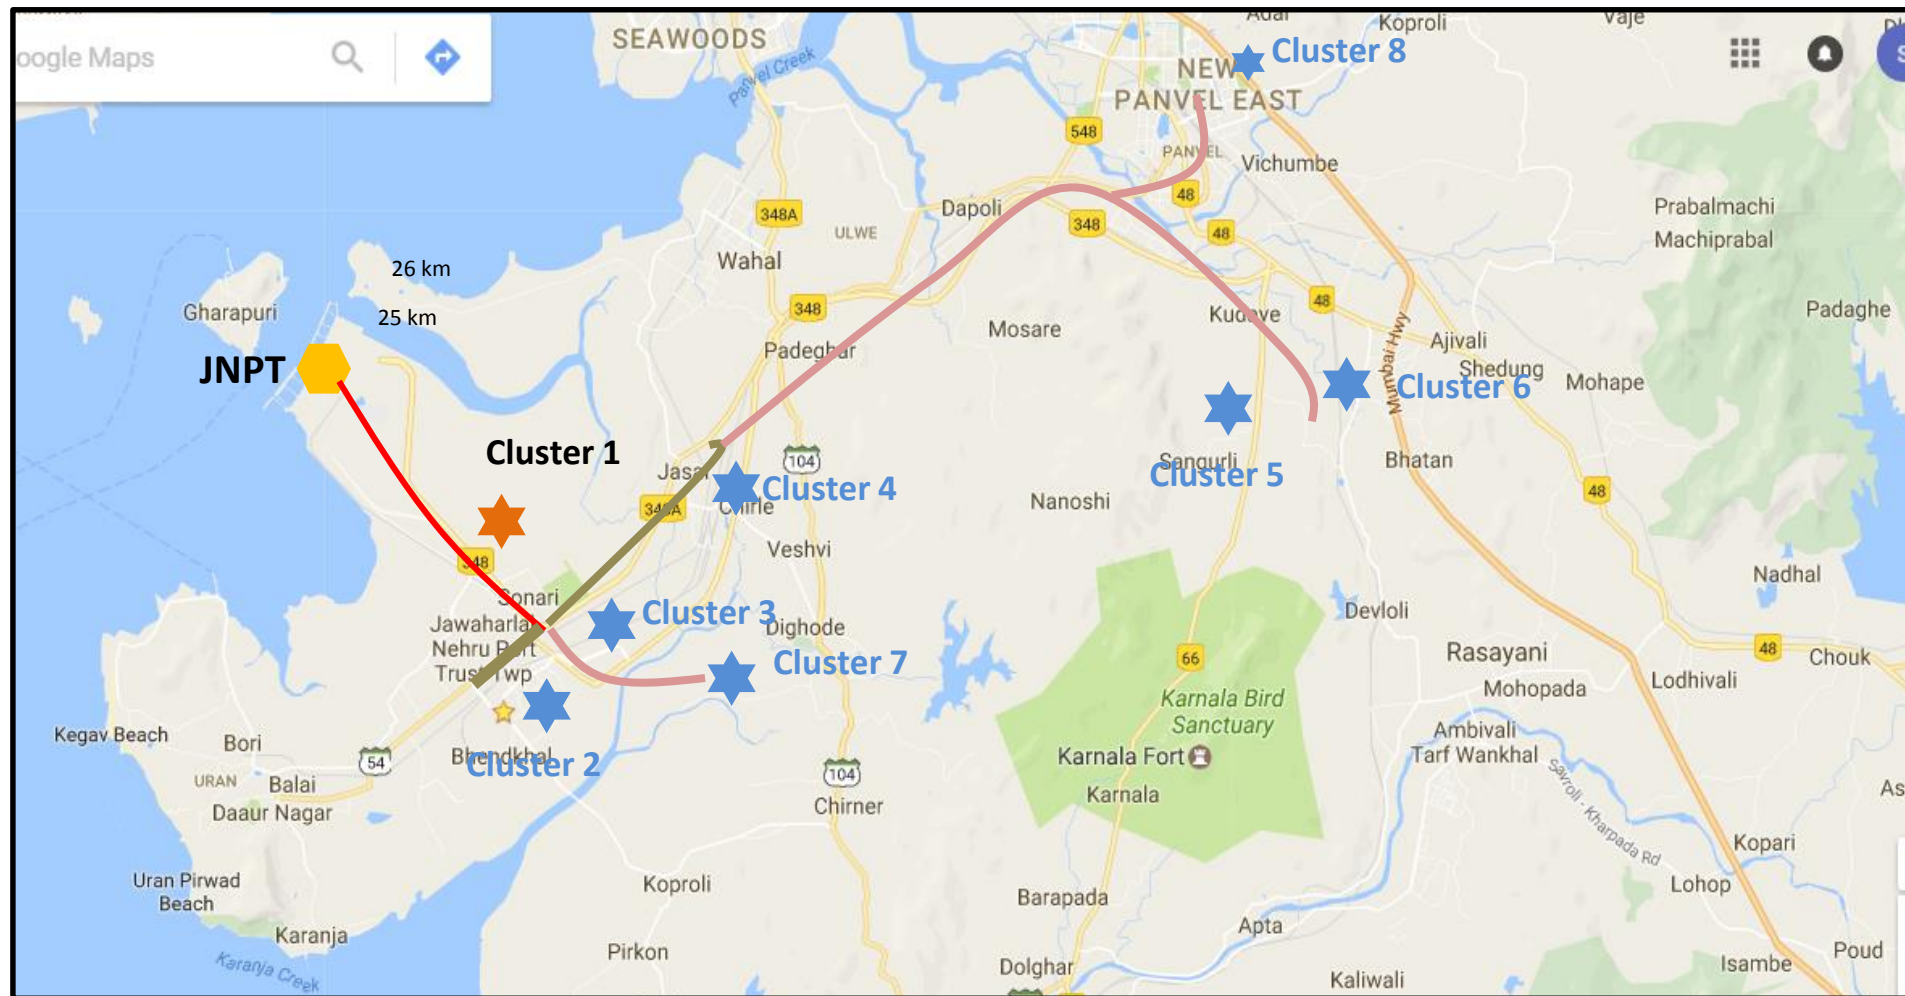 Koproli
Vaje
SEAWOODS
Cluster 8
oogle Maps
NEW
PANVEL EAST
Panvel Creek
548
PANVEL
Vichumbe
48
Prabalmachi
Machiprabal
Dapoli
348A
ULWE
348
48
Wahal
26 km
Gharapuri
25 km
348
48
Kudave
Padaghe
Mosare
Mumbai Hwy
Ajivali
Padeghar
JNPT
Shedung
Mohape
Cluster 6
Cluster 1
Jasai
104
Sangurli
Bhatan
Cluster 5
Cluster 4
48
348A
Chirle
Nanoshi
Veshvi
348
Nadhal
Sonari
Cluster 3
Devloli
Jawaharlal
Nehru Port
Trust Twp
Dighode
Cluster 7
66
Rasayani
48
Chouk
Mohopada
Lodhivali
Karnala Bird
Sanctuary
Kegav Beach
Bori
54
Bhendkhal
Cluster 2
Karnala Fort
Ambivali
Tarf Wankhal
URAN
Balai
104
Karnala
Savroli - Kharpada Rd
As
Daaur Nagar
Chirner
Kopari
Uran Pirwad
Beach
Koproli
Barapada
Lohop
Karanja
Apta
Pirkon
Karanja Creek
Dolghar
Kaliwali
Isambe
Poud